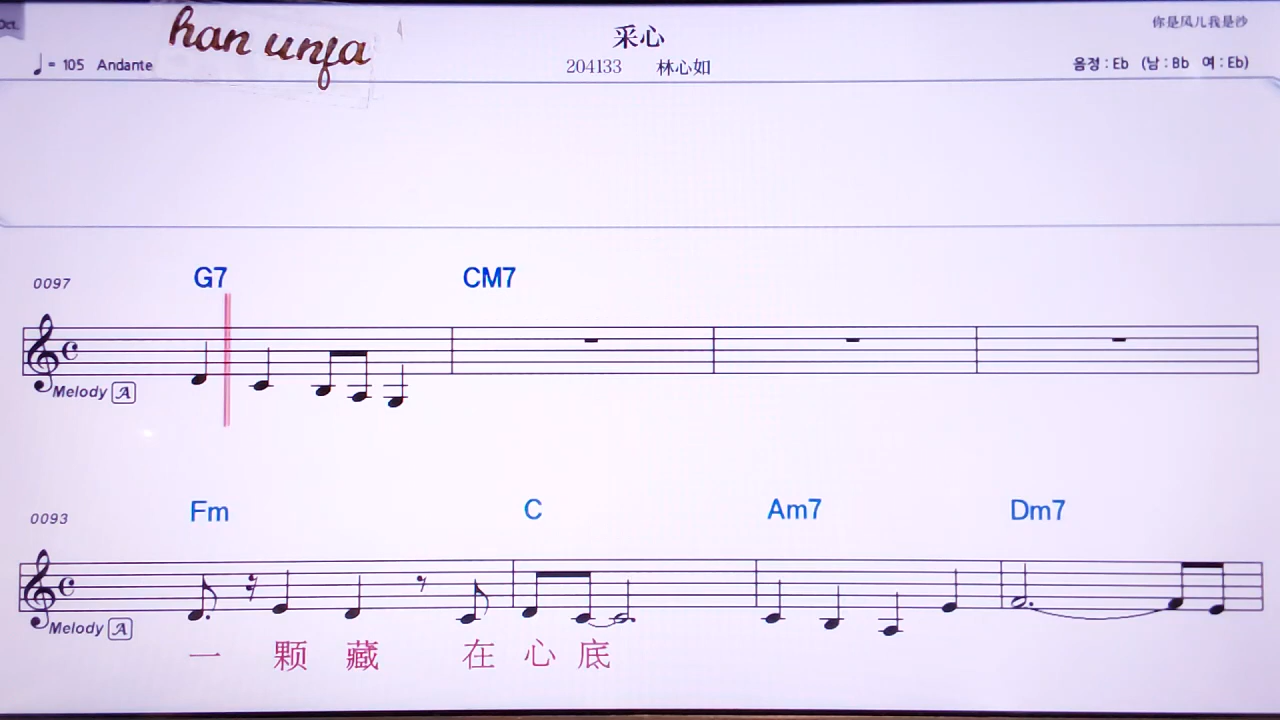 Oct.
han unfa
采心
你是风儿我是沙
♩= 105 Andante
204133 林心如
음정 : Eb (남 : Bb 여 : Eb)
0097
G7 CM7
Melody A
0093
Fm C Am7 Dm7
Melody A
一 颗 藏 在 心 底